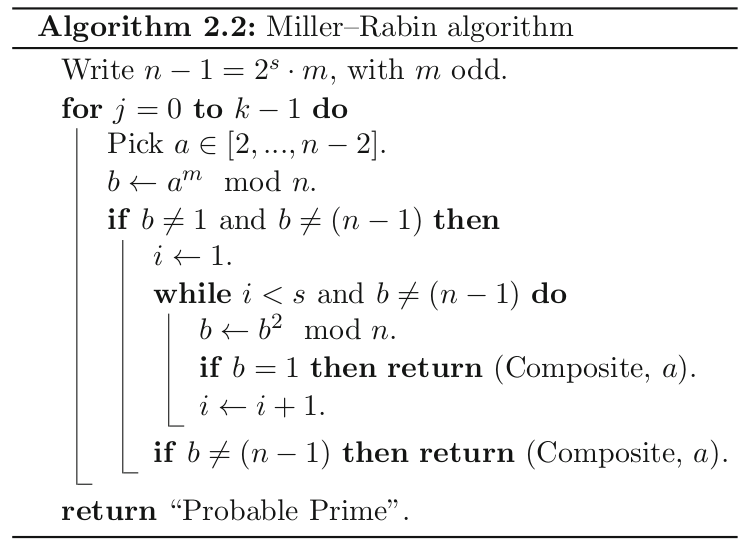 Algorithm 2.2: Miller–Rabin algorithm
Write n − 1 = 2^s · m, with m odd.
for j = 0 to k − 1 do
Pick a ∈ [2, ..., n − 2].
b ← a^m mod n.
if b ≠ 1 and b ≠ (n − 1) then
i ← 1.
while i < s and b ≠ (n − 1) do
b ← b² mod n.
if b = 1 then return (Composite, a).
i ← i + 1.
if b ≠ (n − 1) then return (Composite, a).
return “Probable Prime”.